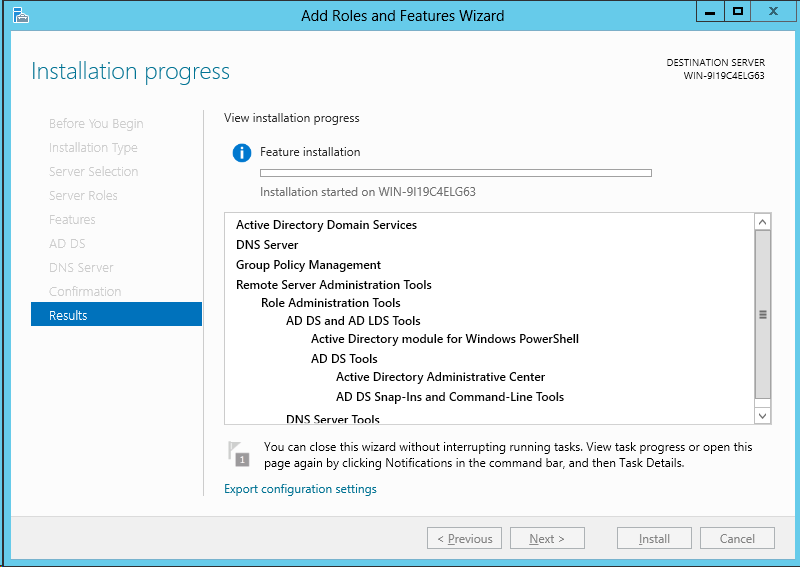 Add Roles and Features Wizard
Installation progress
DESTINATION SERVER
WIN-9I19C4ELG63
Before You Begin
Installation Type
Server Selection
Server Roles
Features
AD DS
DNS Server
Confirmation
Results
View installation progress
Feature installation
Installation started on WIN-9I19C4ELG63
Active Directory Domain Services
DNS Server
Group Policy Management
Remote Server Administration Tools
Role Administration Tools
AD DS and AD LDS Tools
Active Directory module for Windows PowerShell
AD DS Tools
Active Directory Administrative Center
AD DS Snap-Ins and Command-Line Tools
DNS Server Tools
1
You can close this wizard without interrupting running tasks. View task progress or open this
page again by clicking Notifications in the command bar, and then Task Details.
Export configuration settings
< Previous
Next >
Install
Cancel